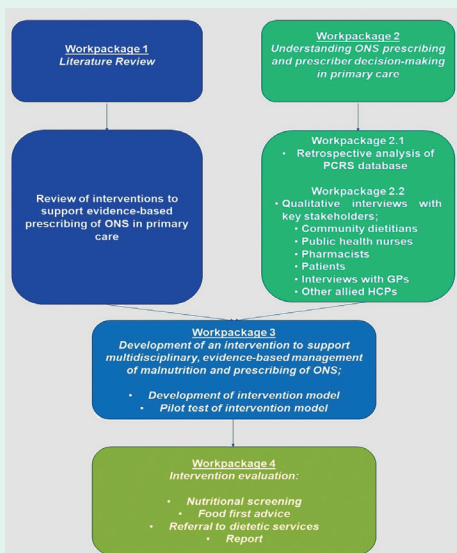 Workpackage 1
Literature Review
Workpackage 2
Understanding ONS prescribing
and prescriber decision-making
in primary care
Review of interventions to
support evidence-based
prescribing of ONS in primary
care
Workpackage 2.1
• Retrospective analysis of
PCRS database
Workpackage 2.2
• Qualitative interviews with
key stakeholders;
• Community dietitians
• Public health nurses
• Pharmacists
• Patients
• Interviews with GPs
• Other allied HCPs
Workpackage 3
Development of an intervention to support
multidisciplinary, evidence-based management
of malnutrition and prescribing of ONS;
• Development of intervention model
• Pilot test of intervention model
Workpackage 4
Intervention evaluation:
• Nutritional screening
• Food first advice
• Referral to dietetic services
• Report